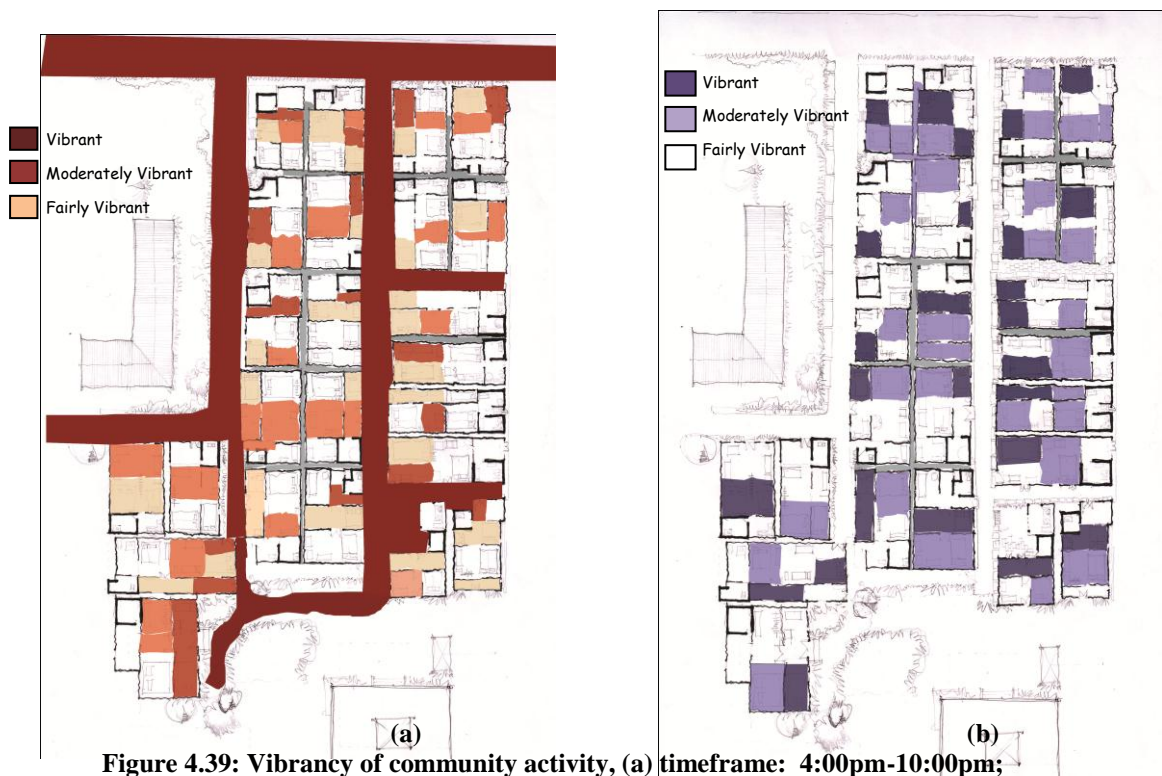 Vibrant
Moderately Vibrant
Fairly Vibrant
Vibrant
Moderately Vibrant
Fairly Vibrant
(a)
(b)
Figure 4.39: Vibrancy of community activity, (a) timeframe: 4:00pm-10:00pm;